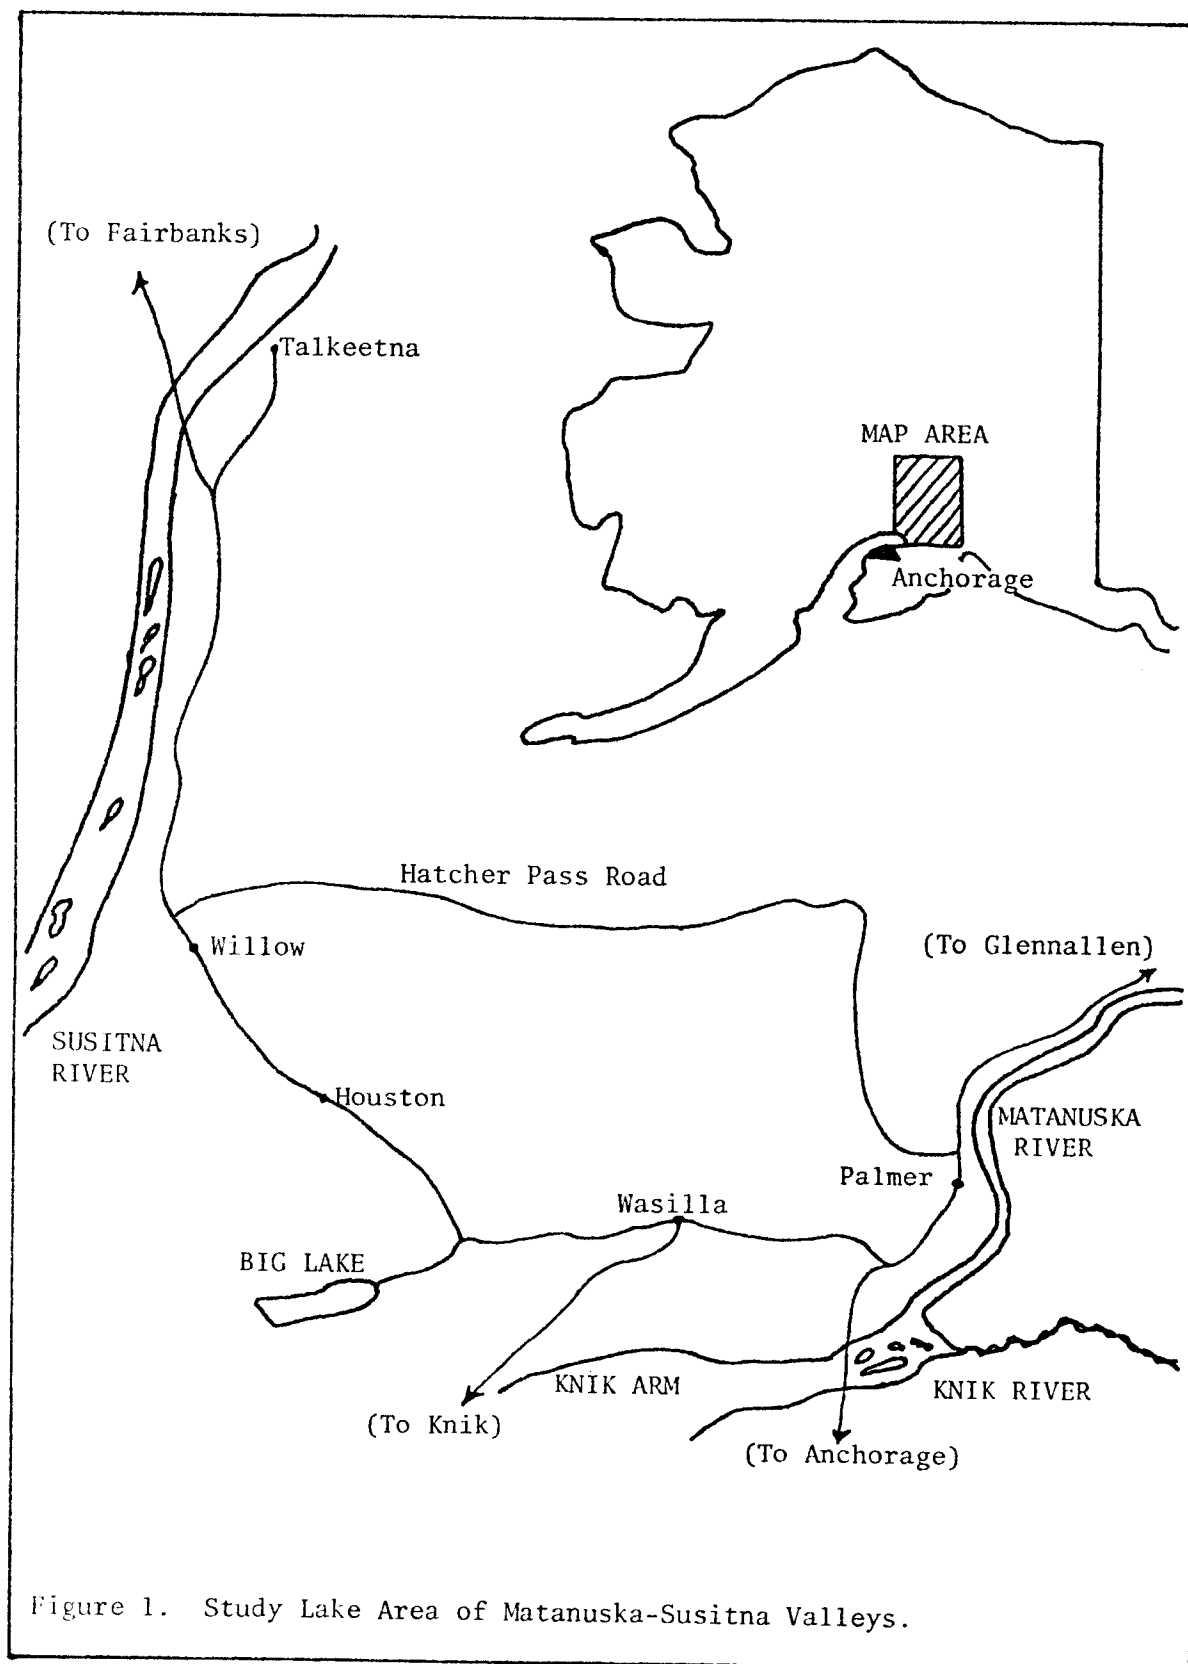 (To Fairbanks)
Talkeetna
MAP AREA
Anchorage
Hatcher Pass Road
Willow
(To Glennallen)
SUSITNA
RIVER
Houston
MATANUSKA
RIVER
Palmer
Wasilla
BIG LAKE
KNIK ARM
KNIK RIVER
(To Knik)
(To Anchorage)
Figure 1. Study Lake Area of Matanuska-Susitna Valleys.